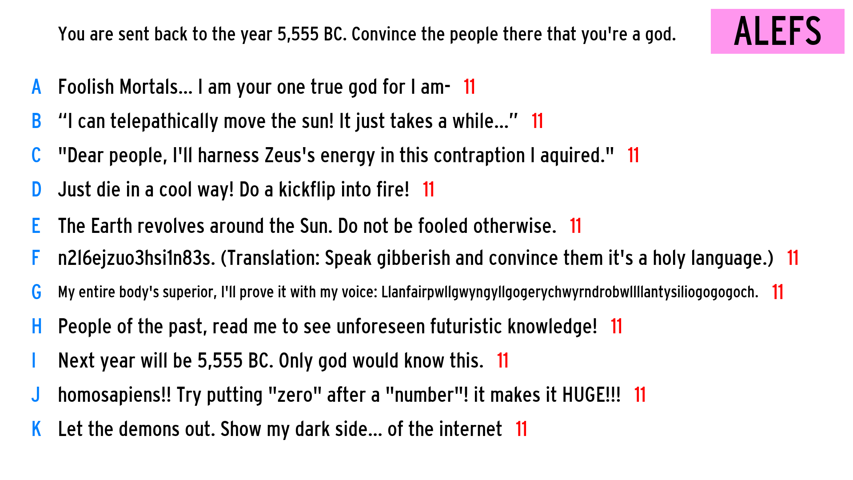 You are sent back to the year 5,555 BC. Convince the people there that you're a god.
ALEFS
A Foolish Mortals... I am your one true god for I am- 11
B “I can telepathically move the sun! It just takes a while...” 11
C "Dear people, I'll harness Zeus's energy in this contraption I aquired." 11
D Just die in a cool way! Do a kickflip into fire! 11
E The Earth revolves around the Sun. Do not be fooled otherwise. 11
F n2l6ejzuo3hsi1n83s. (Translation: Speak gibberish and convince them it's a holy language.) 11
G My entire body's superior, I'll prove it with my voice: Llanfairpwllgwyngyllgogerychwyrndrobwllllantysiliogogogoch. 11
H People of the past, read me to see unforeseen futuristic knowledge! 11
I Next year will be 5,555 BC. Only god would know this. 11
J homosapiens!! Try putting "zero" after a "number"! it makes it HUGE!!! 11
K Let the demons out. Show my dark side... of the internet 11